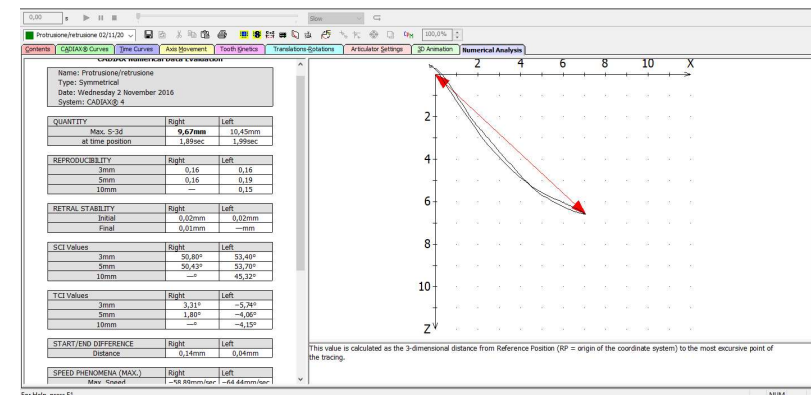 0,00 s Slow
Protrusione/retrusione 02/11/20 100,0%
Contents CADIAX® Curves Time Curves Axis Movement Tooth Kinetics Translations-Rotations Articulator Settings 3D Animation Numerical Analysis
CADIAX Numerical Data Evaluation
Name: Protrusione/retrusione
Type: Symmetrical
Date: Wednesday 2 November 2016
System: CADIAX® 4
QUANTITY Right Left
Max. S-3d 9,67mm 10,45mm
at time position 1,89sec 1,99sec
REPRODUCIBILITY Right Left
3mm 0,16 0,16
5mm 0,16 0,19
10mm — 0,15
RETRAL STABILITY Right Left
Initial 0,02mm 0,02mm
Final 0,01mm —mm
SCI Values Right Left
3mm 50,80° 53,40°
5mm 50,43° 53,70°
10mm —° 45,32°
TCI Values Right Left
3mm 3,31° −5,74°
5mm 1,80° −4,06°
10mm —° −4,15°
START/END DIFFERENCE Right Left
Distance 0,14mm 0,04mm
SPEED PHENOMENA (MAX.) Right Left
Max. Speed −58,89mm/sec −64,44mm/sec
2 4 6 8 10 X
2
4
6
8
10
Z
This value is calculated as the 3-dimensional distance from Reference Position (RP = origin of the coordinate system) to the most excursive point of
the tracing.
For Help, press F1 NUM